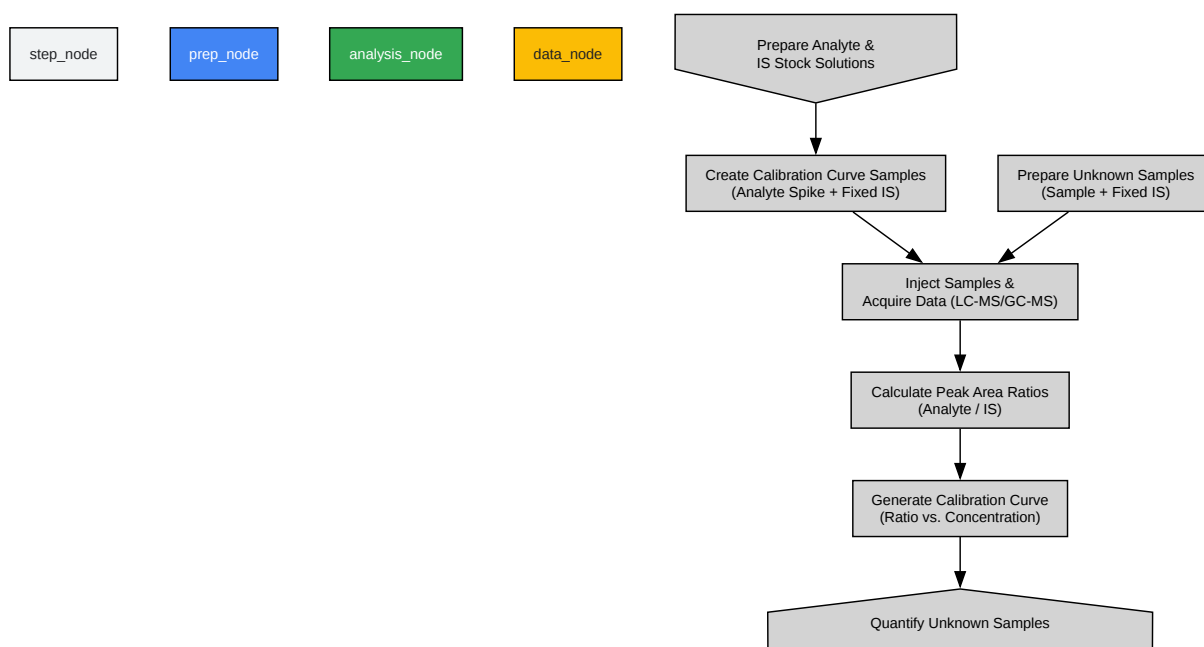 step_node
prep_node
analysis_node
data_node
Prepare Analyte &
IS Stock Solutions
Create Calibration Curve Samples
(Analyte Spike + Fixed IS)
Prepare Unknown Samples
(Sample + Fixed IS)
Inject Samples &
Acquire Data (LC-MS/GC-MS)
Calculate Peak Area Ratios
(Analyte / IS)
Generate Calibration Curve
(Ratio vs. Concentration)
Quantify Unknown Samples